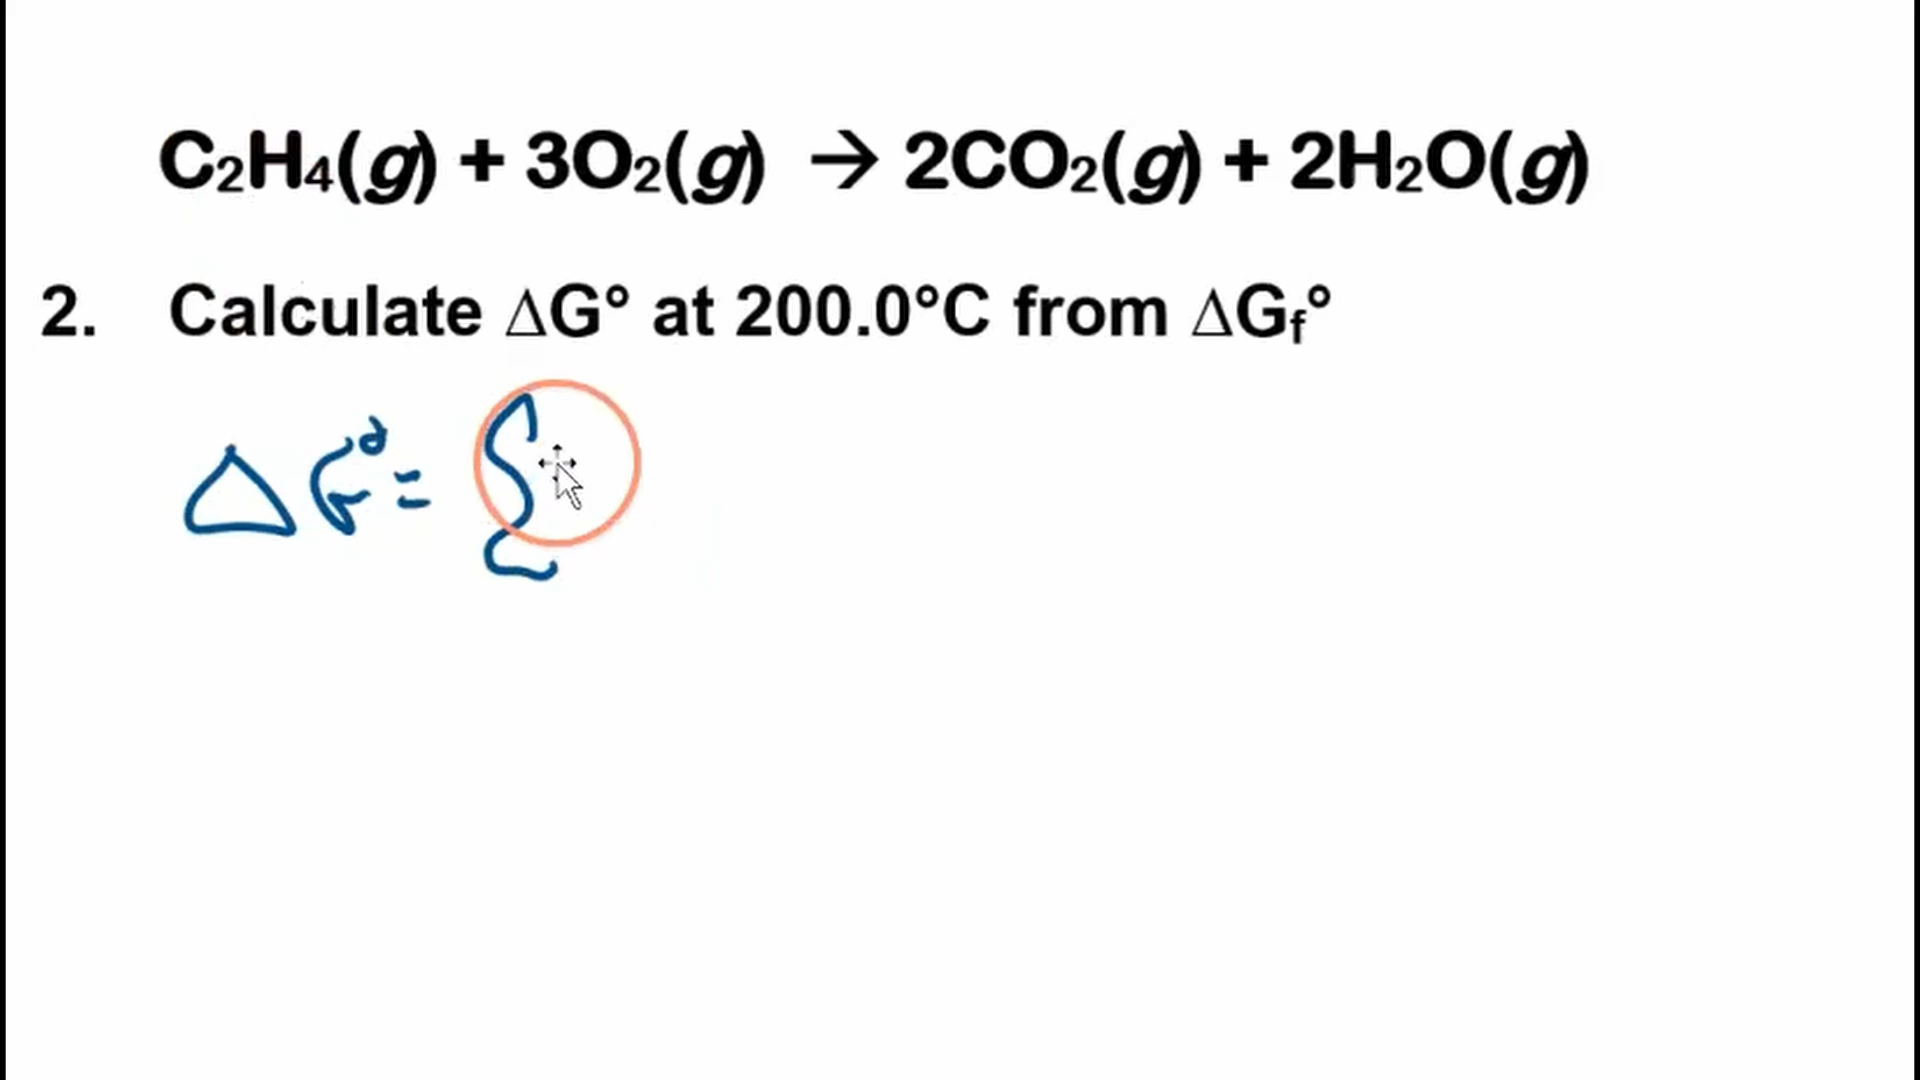 C₂H₄(g) + 3O₂(g) → 2CO₂(g) + 2H₂O(g)
2. Calculate ΔG° at 200.0°C from ΔGf°
ΔG° = Σ